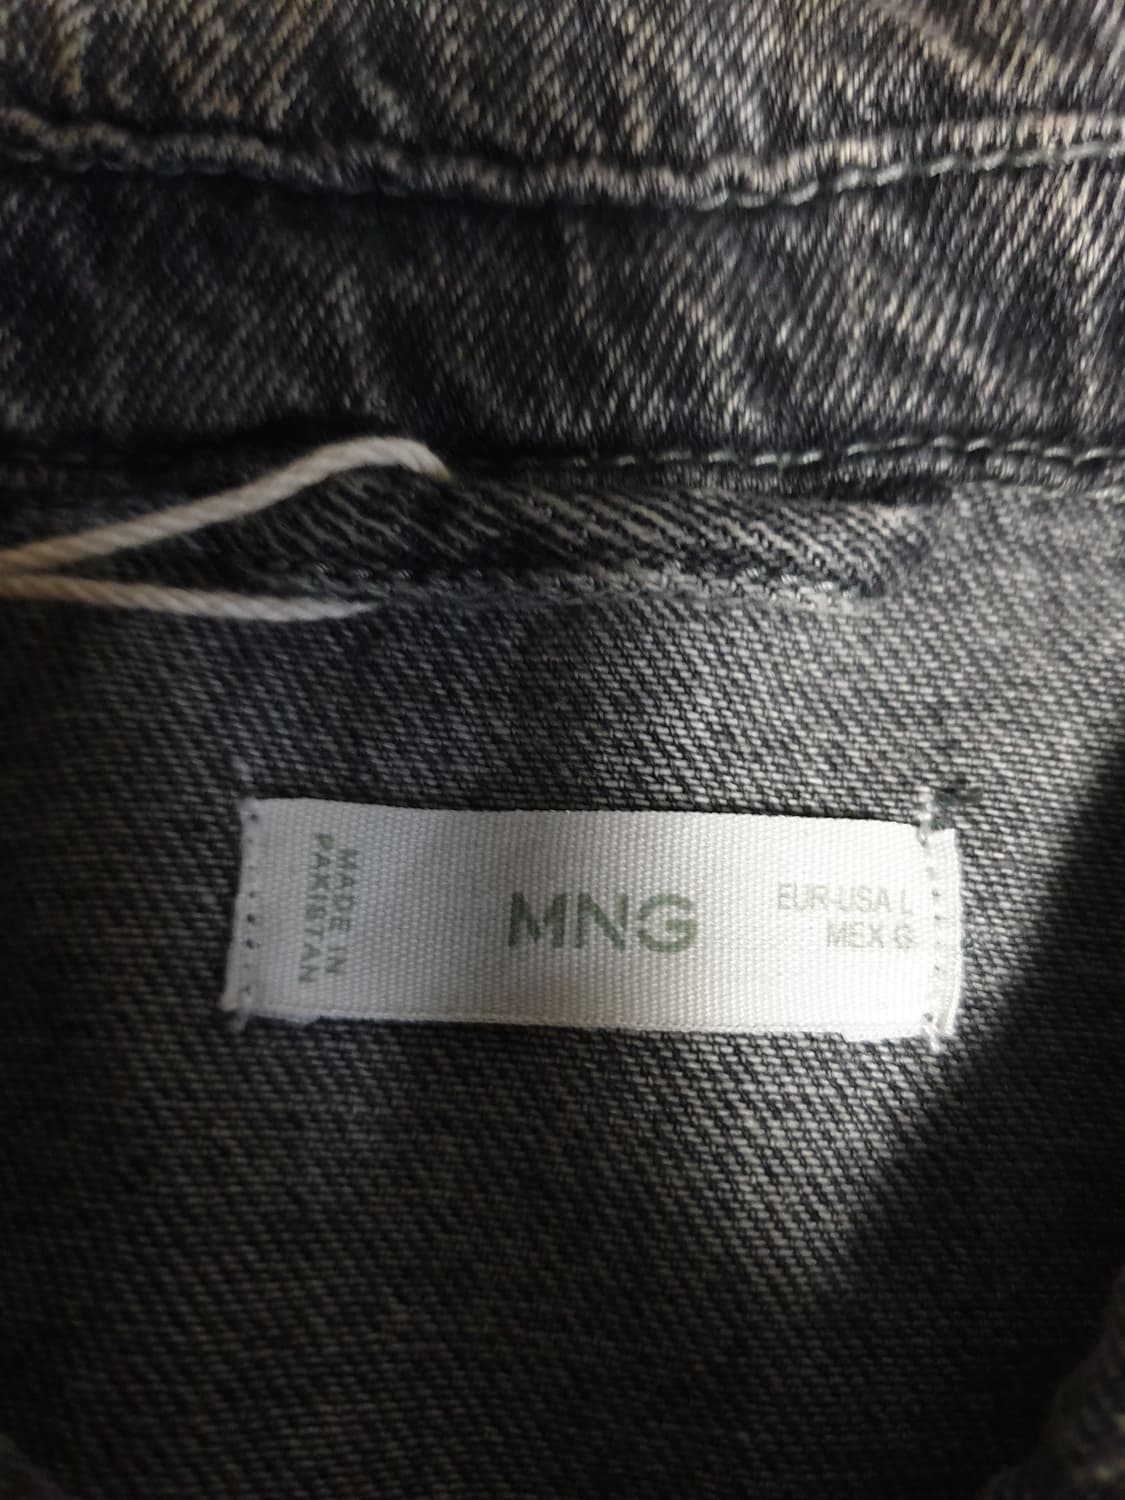 MADE IN
PAKISTAN
MNG
EUR-USA L
MEX G